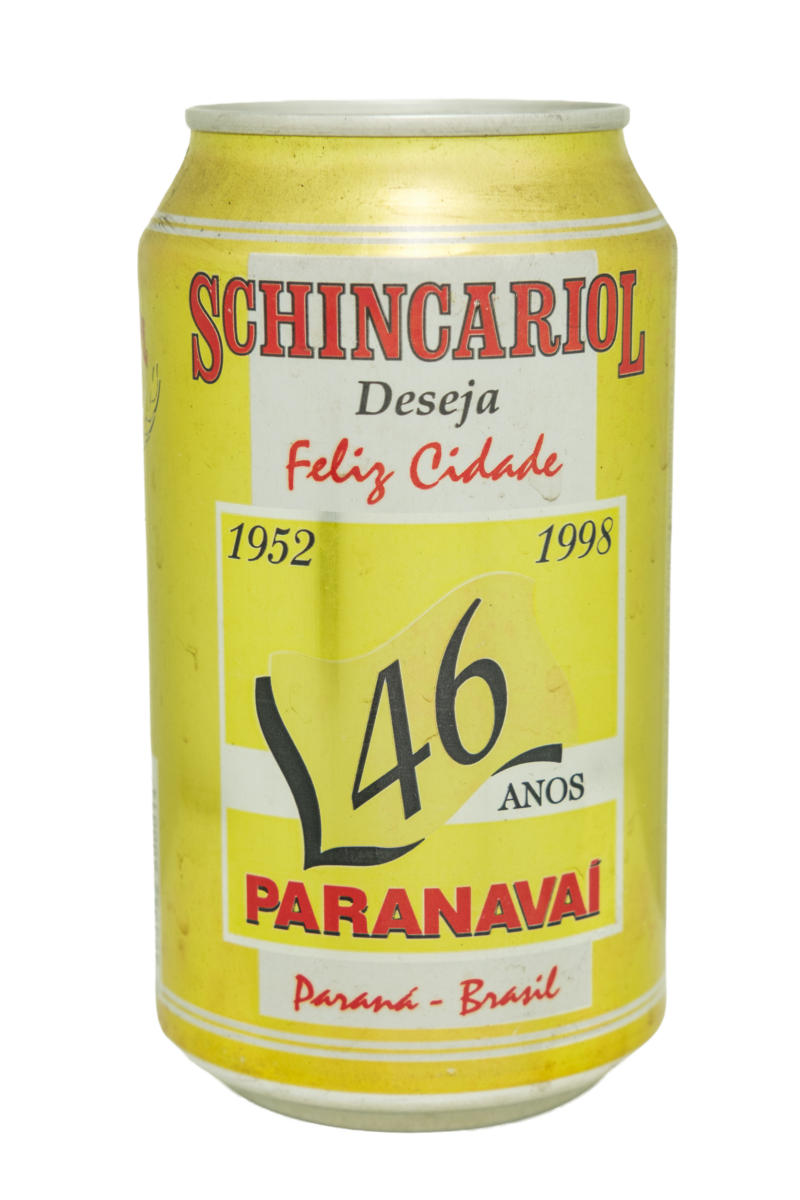 SCHINCARIOL
Deseja
Feliz Cidade
1952 1998
46
ANOS
PARANAVAÍ
Paraná - Brasil